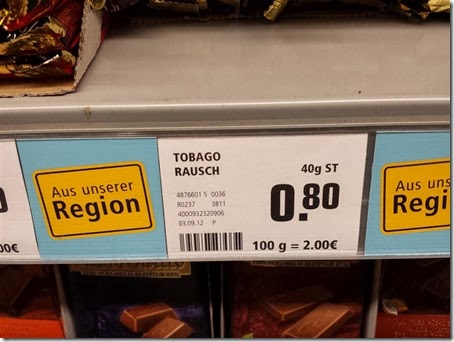 Aus unserer
Region
TOBAGO
RAUSCH
40g ST
4876601 5 0036
R0237 3811
4000932320906
03.09.12 P
0.80
100 g = 2.00€
Aus un
Regi
00€